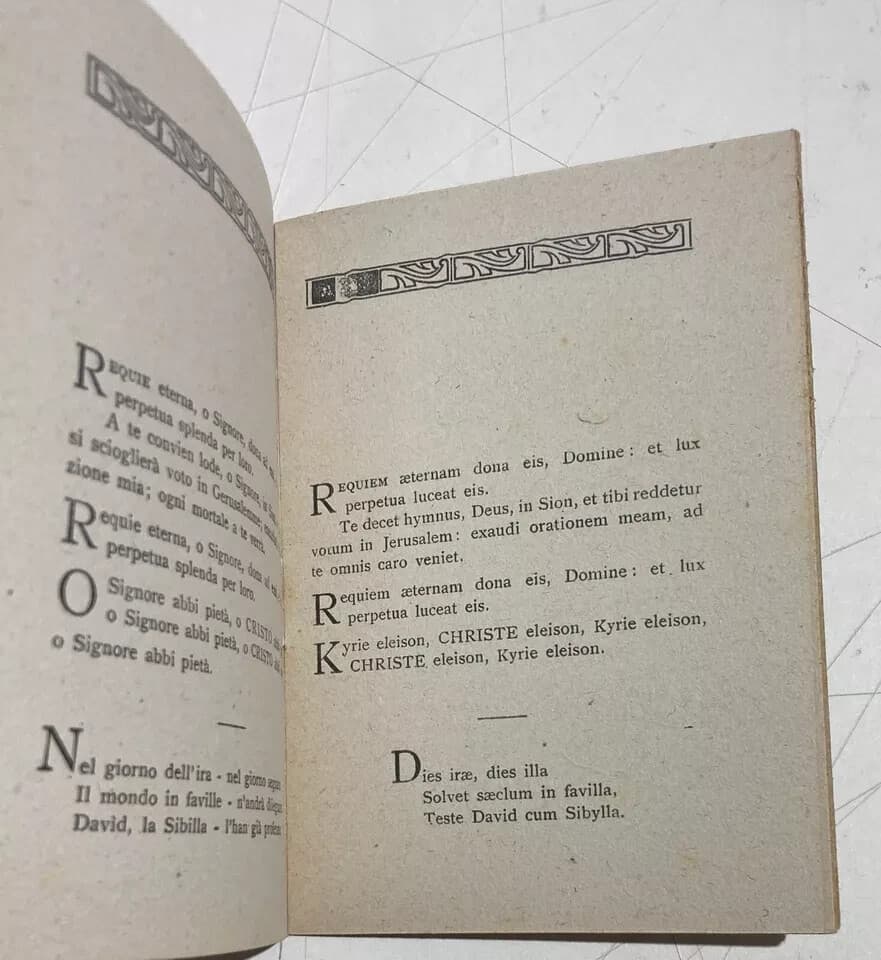 REQUIE eterna, o Signore, dona ad
perpetua splenda per loro.
A te convien lode, o Signore, in
si scioglierà voto in Gerusalemme;
zione mia; ogni mortale a te verrà.
Requie eterna, o Signore, dona ad
perpetua splenda per loro.
O Signore abbi pietà, o CRISTO
o Signore abbi pietà, o CRISTO
o Signore abbi pietà.
Nel giorno dell'ira - nel giorno
Il mondo in faville - n'andrà
David, la Sibilla - l'han già
REQUIEM æternam dona eis, Domine: et lux
perpetua luceat eis.
Te decet hymnus, Deus, in Sion, et tibi reddetur
votum in Jerusalem: exaudi orationem meam, ad
te omnis caro veniet.
Requiem æternam dona eis, Domine: et lux
perpetua luceat eis.
Kyrie eleison, CHRISTE eleison, Kyrie eleison,
CHRISTE eleison, Kyrie eleison.
Dies iræ, dies illa
Solvet sæclum in favilla,
Teste David cum Sibylla.